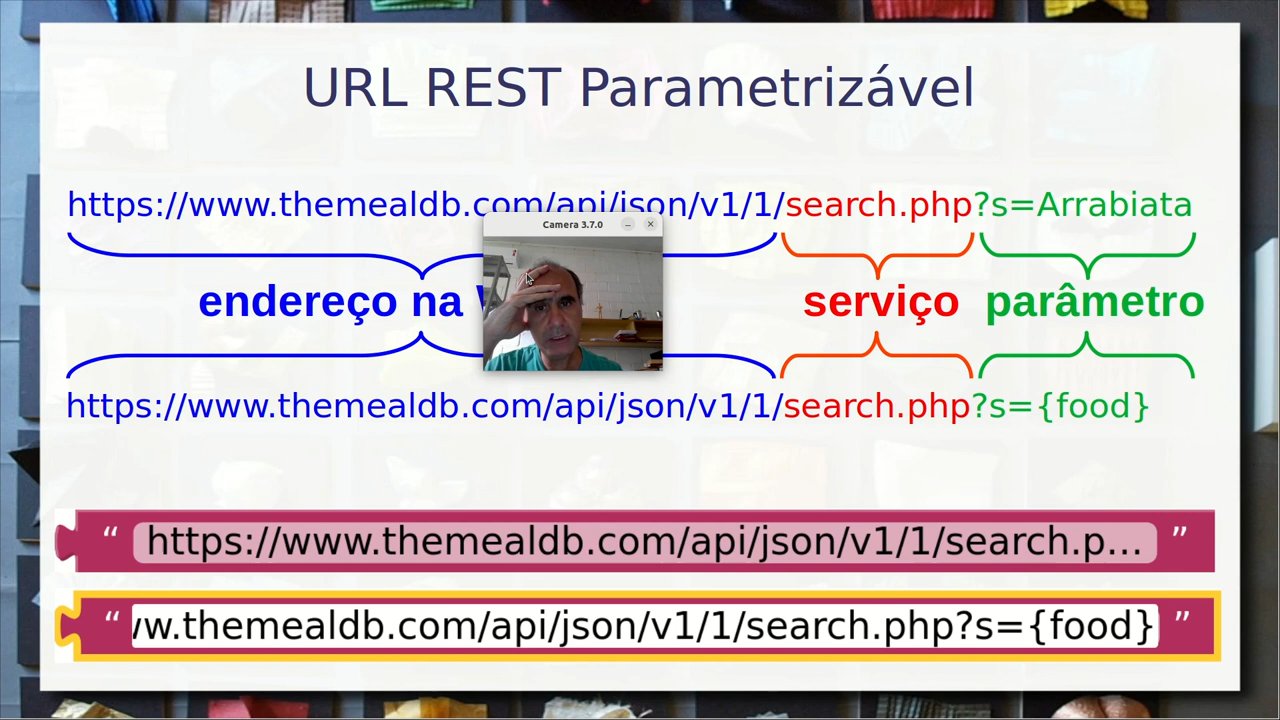 URL REST Parametrizável
https://www.themealdb.com/api/json/v1/1/search.php?s=Arrabiata
Camera 3.7.0
endereço na
serviço
parâmetro
https://www.themealdb.com/api/json/v1/1/search.php?s={food}
“ https://www.themealdb.com/api/json/v1/1/search.p... ”
“ w.themealdb.com/api/json/v1/1/search.php?s={food} ”